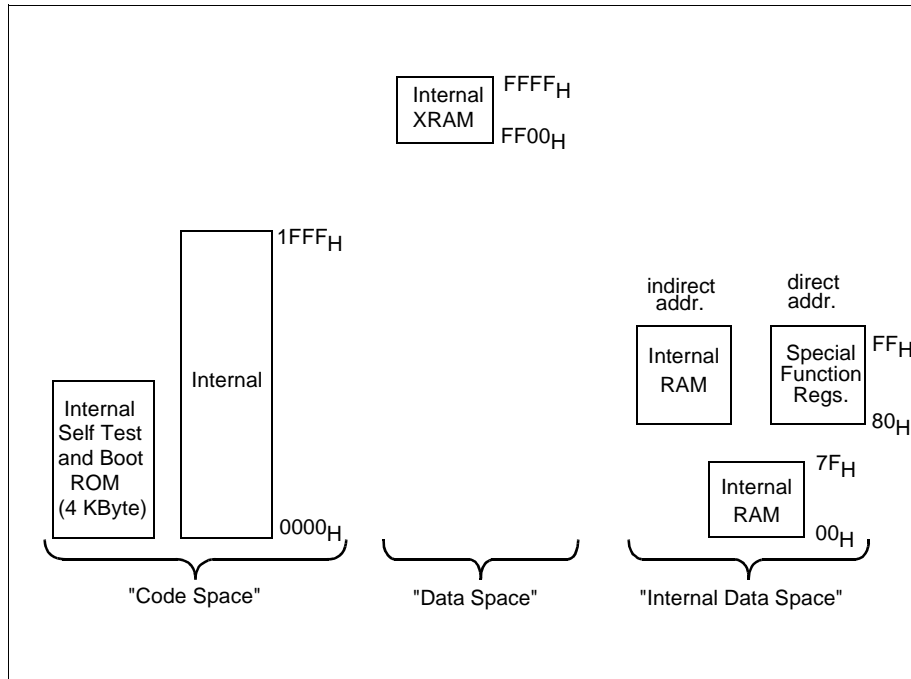 Internal
XRAM
FFFFH
FF00H
1FFFH
Internal
0000H
Internal
Self Test
and Boot
ROM
(4 KByte)
indirect
addr.
direct
addr.
Internal
RAM
Special
Function
Regs.
FFH
80H
Internal
RAM
7FH
00H
"Code Space"
"Data Space"
"Internal Data Space"